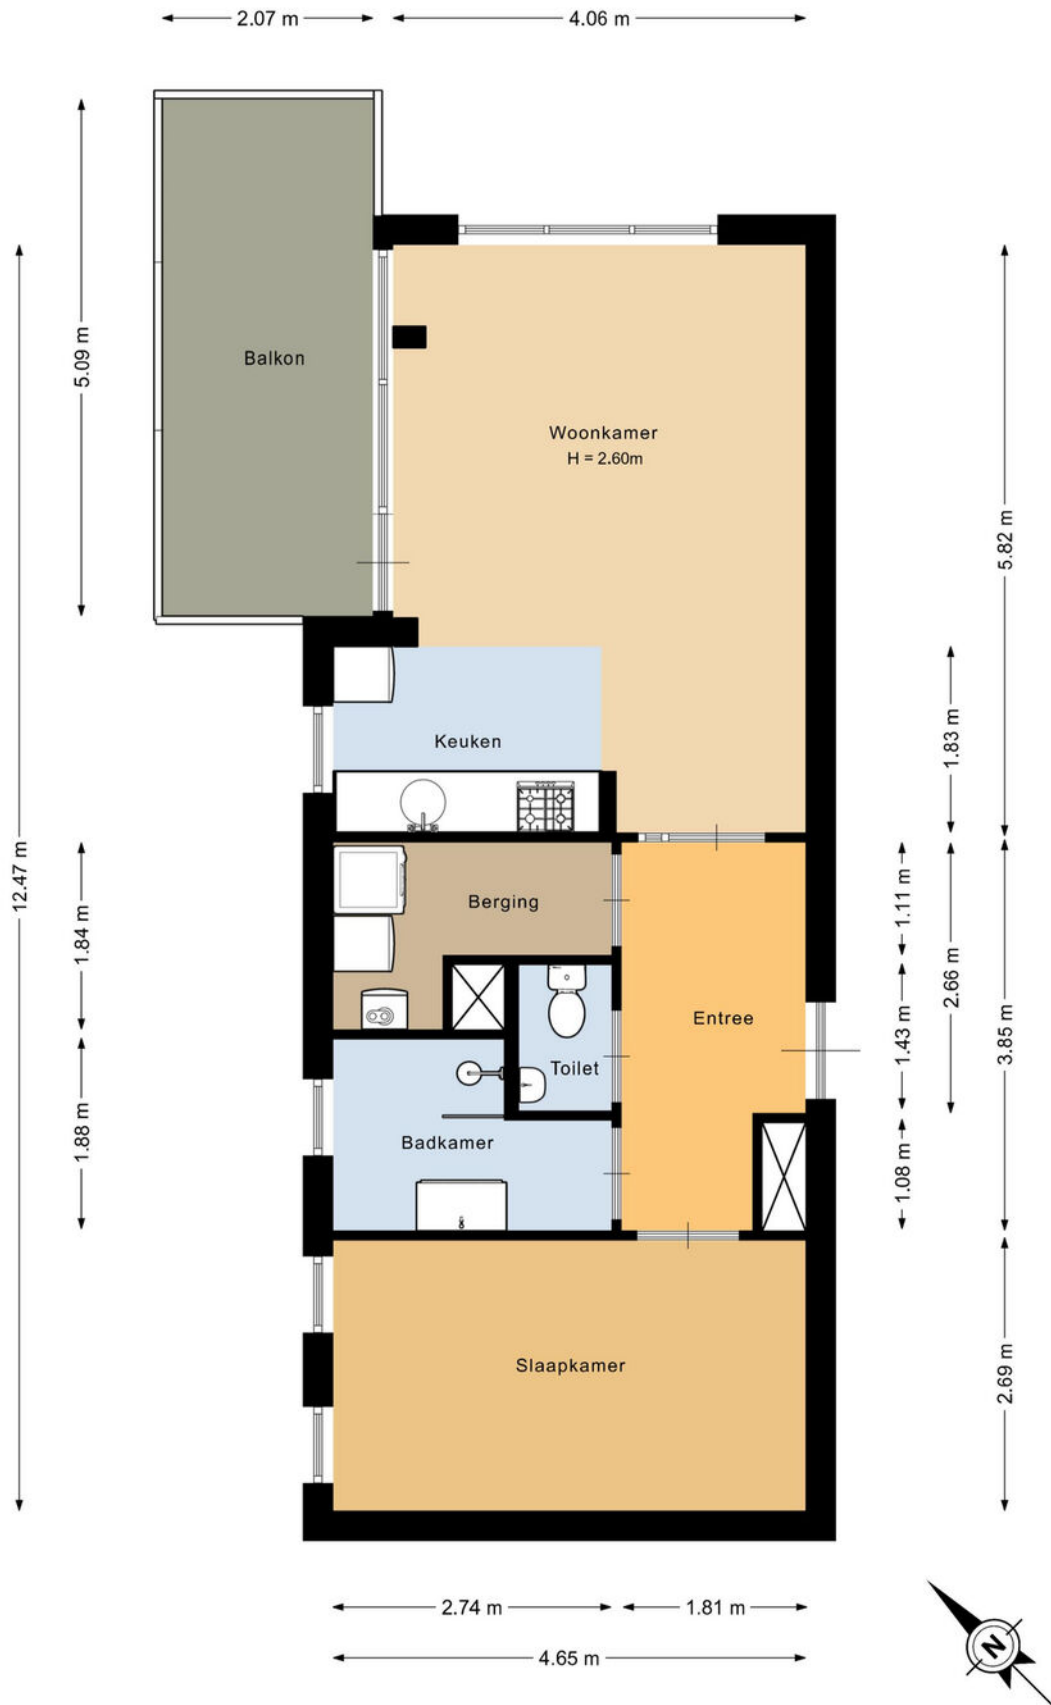 2.07 m
4.06 m
5.09 m
Balkon
Woonkamer
H = 2.60m
5.82 m
Keuken
1.83 m
12.47 m
1.84 m
Berging
1.11 m
2.66 m
Entree
1.43 m
3.85 m
Toilet
1.88 m
Badkamer
1.08 m
Slaapkamer
2.69 m
2.74 m
1.81 m
4.65 m
N